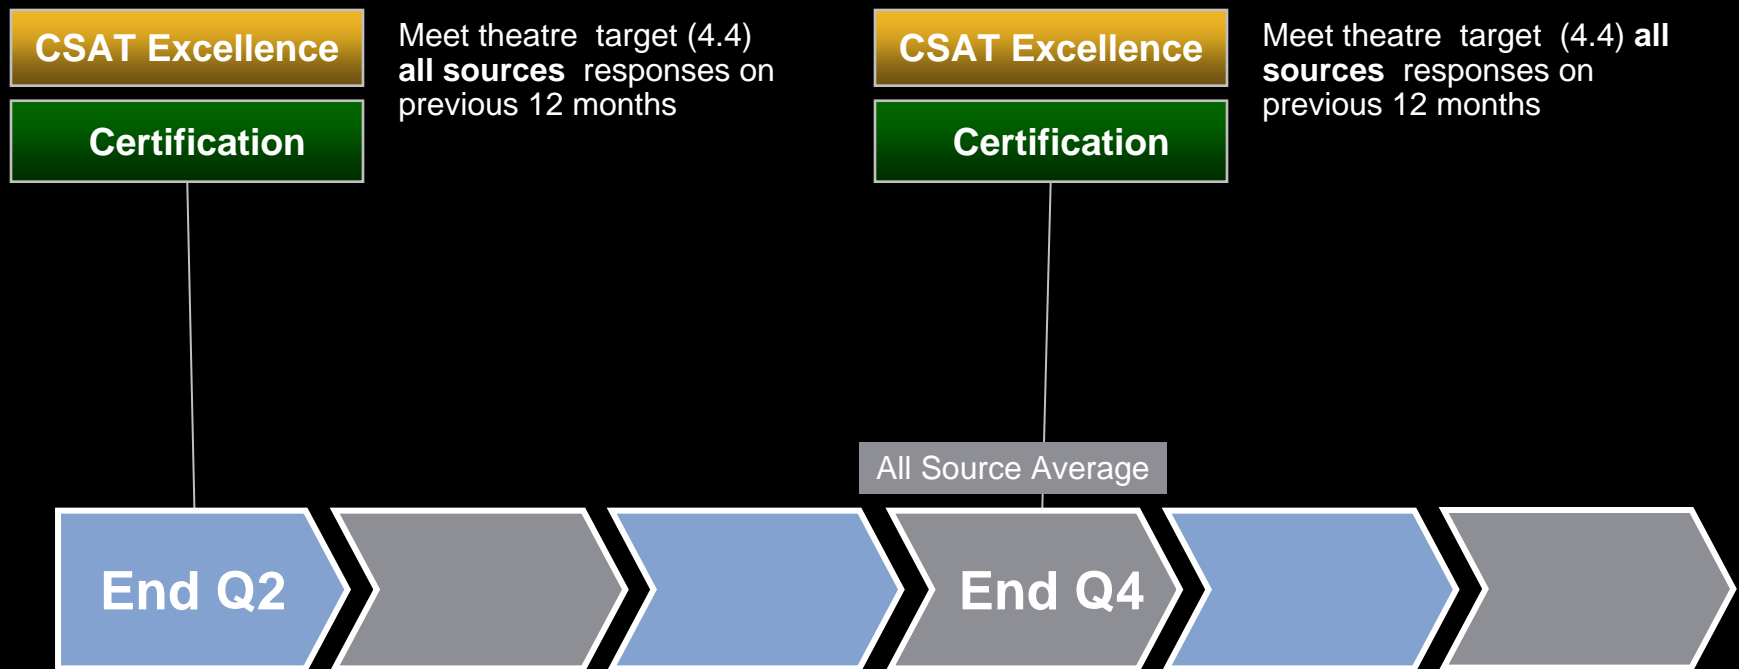 CSAT Excellence
Certification
Meet theatre target (4.4)
all sources responses on
previous 12 months
CSAT Excellence
Certification
Meet theatre target (4.4) all
sources responses on
previous 12 months
All Source Average
End Q2
End Q4